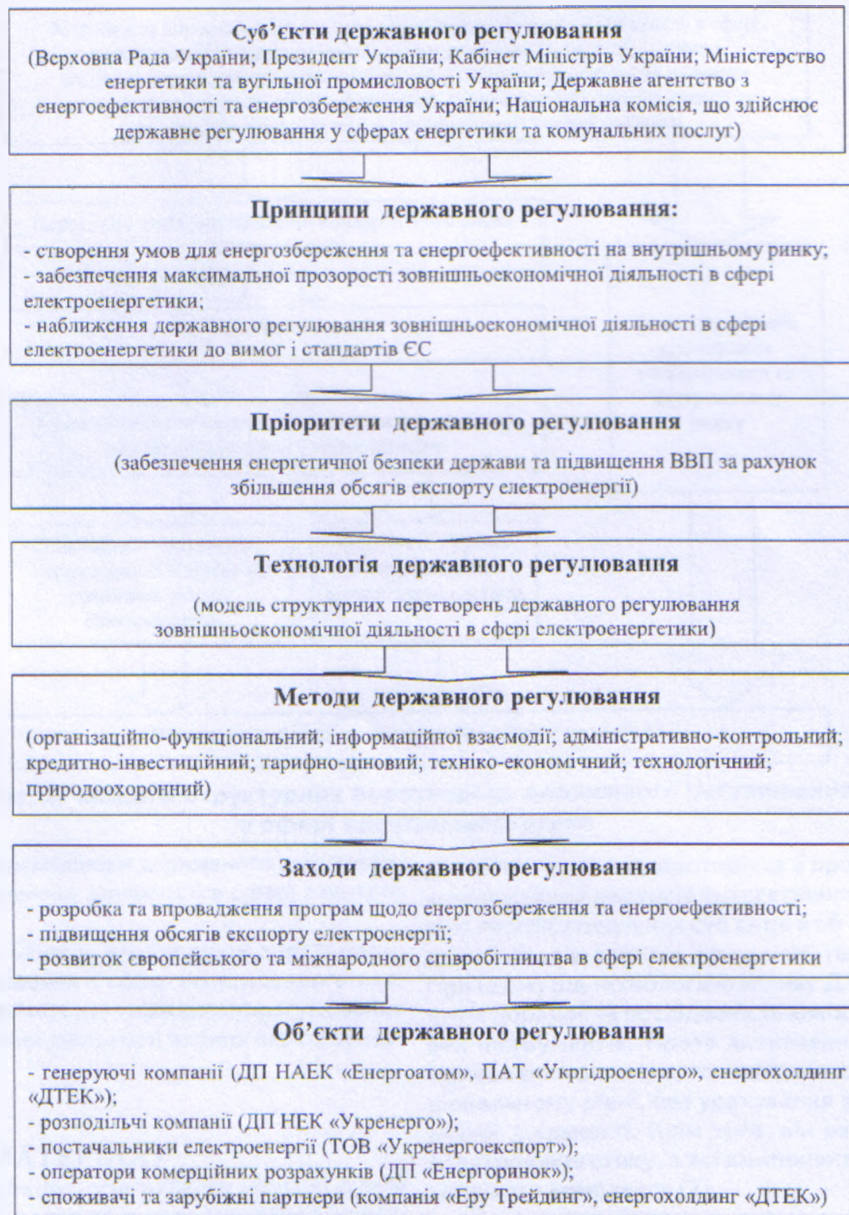 Суб’єкти державного регулювання
(Верховна Рада України; Президент України; Кабінет Міністрів України; Міністерство
енергетики та вугільної промисловості України; Державне агентство з
енергоефективності та енергозбереження України; Національна комісія, що здійснює
державне регулювання у сферах енергетики та комунальних послуг)
Принципи державного регулювання:
- створення умов для енергозбереження та енергоефективності на внутрішньому ринку;
- забезпечення максимальної прозорості зовнішньоекономічної діяльності в сфері
електроенергетики;
- наближення державного регулювання зовнішньоекономічної діяльності в сфері
електроенергетики до вимог і стандартів ЄС
Пріоритети державного регулювання
(забезпечення енергетичної безпеки держави та підвищення ВВП за рахунок
збільшення обсягів експорту електроенергії)
Технологія державного регулювання
(модель структурних перетворень державного регулювання
зовнішньоекономічної діяльності в сфері електроенергетики)
Методи державного регулювання
(організаційно-функціональний; інформаційної взаємодії; адміністративно-контрольний;
кредитно-інвестиційний; тарифно-ціновий; техніко-економічний; технологічний;
природоохоронний)
Заходи державного регулювання
- розробка та впровадження програм щодо енергозбереження та енергоефективності;
- підвищення обсягів експорту електроенергії;
- розвиток європейського та міжнародного співробітництва в сфері електроенергетики
Об’єкти державного регулювання
- генеруючі компанії (ДП НАЕК «Енергоатом», ПАТ «Укргідроенерго», енергохолдинг
«ДТЕК»);
- розподільчі компанії (ДП НЕК «Укренерго»);
- постачальники електроенергії (ТОВ «Укренергоекспорт»);
- оператори комерційних розрахунків (ДП «Енергоринок»);
- споживачі та зарубіжні партнери (компанія «Еру Трейдинг», енергохолдинг «ДТЕК»)